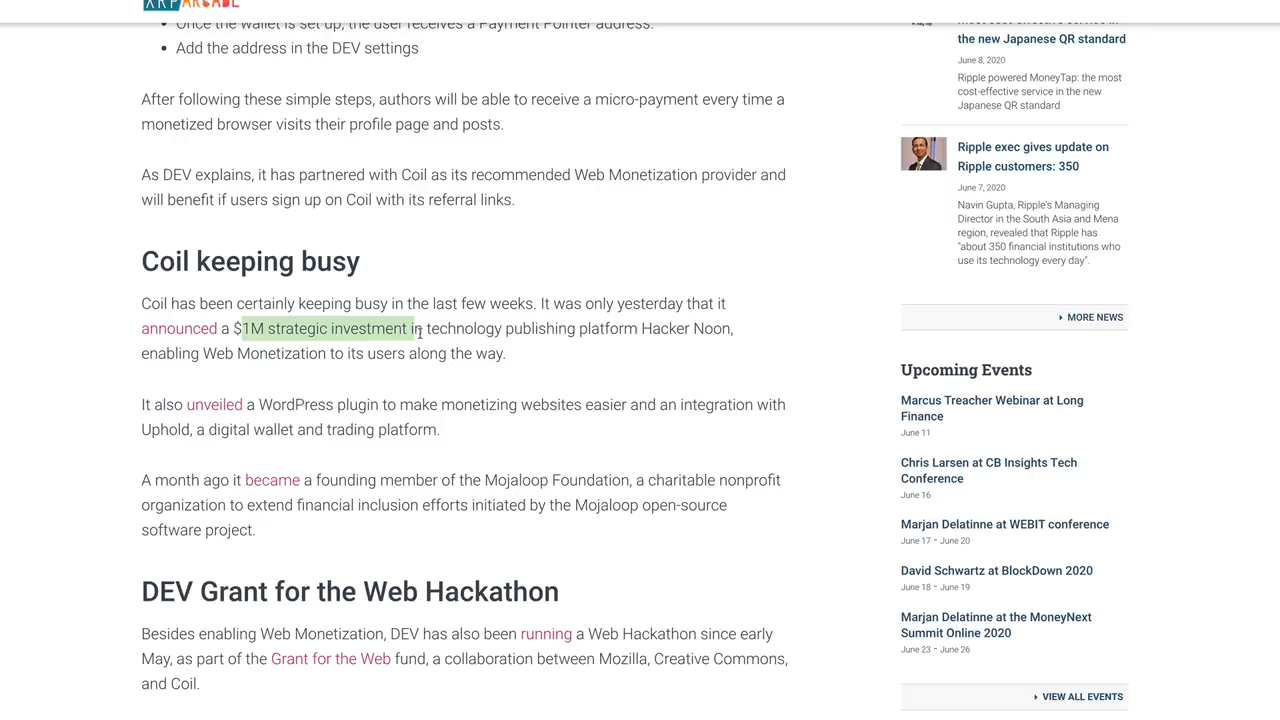 XRPARCADE
Once the wallet is set up, the user receives a Payment Pointer address.
Add the address in the DEV settings
After following these simple steps, authors will be able to receive a micro-payment every time a
monetized browser visits their profile page and posts.
As DEV explains, it has partnered with Coil as its recommended Web Monetization provider and
will benefit if users sign up on Coil with its referral links.
Coil keeping busy
Coil has been certainly keeping busy in the last few weeks. It was only yesterday that it
announced a $1M strategic investment in technology publishing platform Hacker Noon,
enabling Web Monetization to its users along the way.
It also unveiled a WordPress plugin to make monetizing websites easier and an integration with
Uphold, a digital wallet and trading platform.
A month ago it became a founding member of the Mojaloop Foundation, a charitable nonprofit
organization to extend financial inclusion efforts initiated by the Mojaloop open-source
software project.
DEV Grant for the Web Hackathon
Besides enabling Web Monetization, DEV has also been running a Web Hackathon since early
May, as part of the Grant for the Web fund, a collaboration between Mozilla, Creative Commons,
and Coil.
most cost-effective service in
the new Japanese QR standard
June 8, 2020
Ripple powered MoneyTap: the most
cost-effective service in the new
Japanese QR standard
Ripple exec gives update on
Ripple customers: 350
June 7, 2020
Navin Gupta, Ripple's Managing
Director in the South Asia and Mena
region, revealed that Ripple has
"about 350 financial institutions who
use its technology every day".
MORE NEWS
Upcoming Events
Marcus Treacher Webinar at Long
Finance
June 11
Chris Larsen at CB Insights Tech
Conference
June 16
Marjan Delatinne at WEBIT conference
June 17 - June 20
David Schwartz at BlockDown 2020
June 18 - June 19
Marjan Delatinne at the MoneyNext
Summit Online 2020
June 23 - June 26
VIEW ALL EVENTS